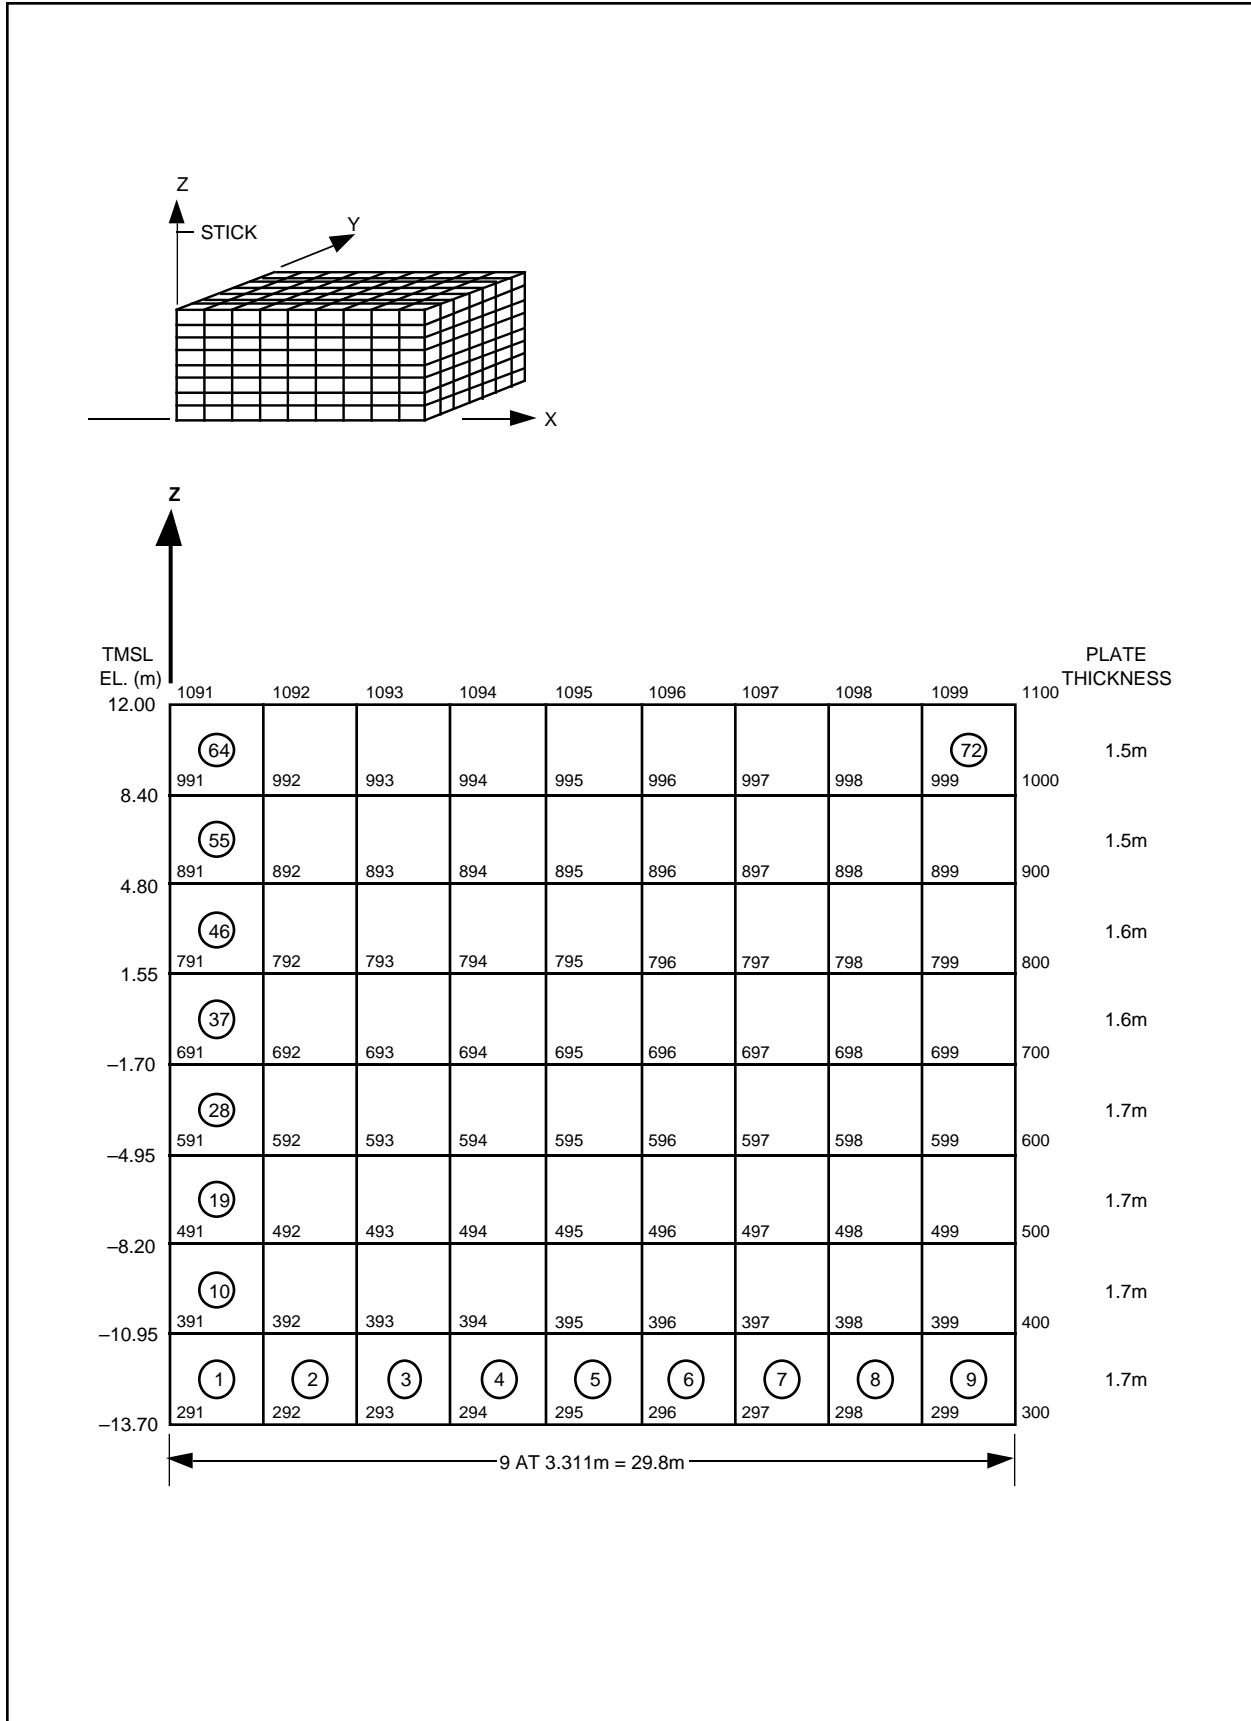 Z
STICK
Y
X
Z
TMSL
EL. (m)
PLATE
THICKNESS
1091 1092 1093 1094 1095 1096 1097 1098 1099 1100
12.00
64 72 1.5m
991 992 993 994 995 996 997 998 999 1000
8.40
55 1.5m
891 892 893 894 895 896 897 898 899 900
4.80
46 1.6m
791 792 793 794 795 796 797 798 799 800
1.55
37 1.6m
691 692 693 694 695 696 697 698 699 700
–1.70
28 1.7m
591 592 593 594 595 596 597 598 599 600
–4.95
19 1.7m
491 492 493 494 495 496 497 498 499 500
–8.20
10 1.7m
391 392 393 394 395 396 397 398 399 400
–10.95
1 2 3 4 5 6 7 8 9 1.7m
291 292 293 294 295 296 297 298 299 300
–13.70
9 AT 3.311m = 29.8m